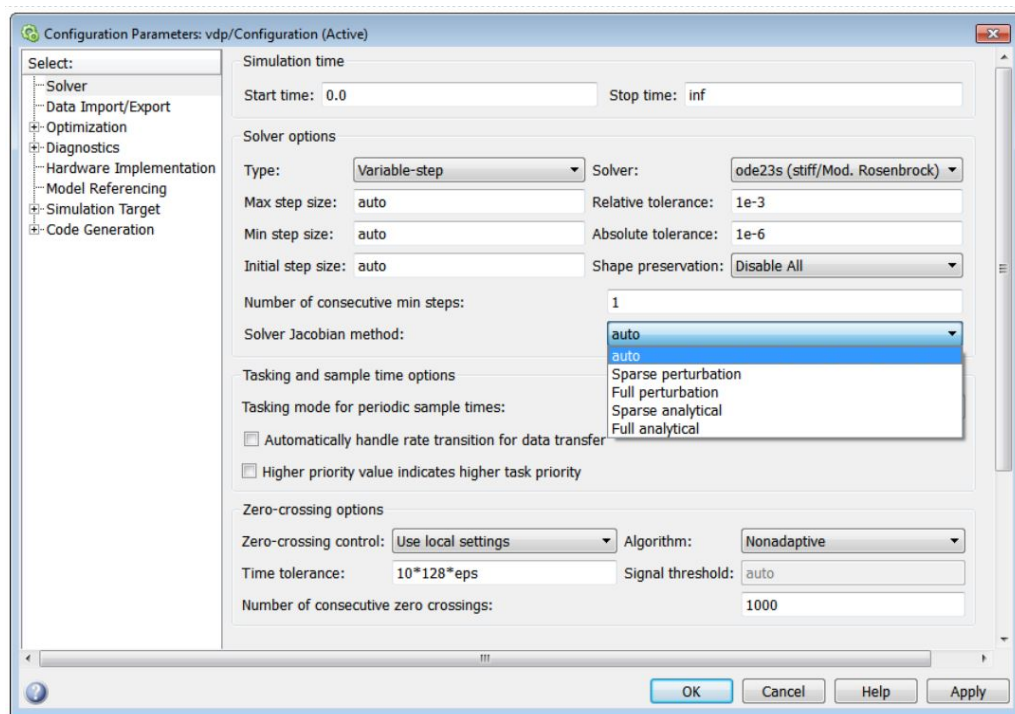 Configuration Parameters: vdp/Configuration (Active)
Select:
Solver
Data Import/Export
Optimization
Diagnostics
Hardware Implementation
Model Referencing
Simulation Target
Code Generation
Simulation time
Start time: 0.0 Stop time: inf
Solver options
Type: Variable-step Solver: ode23s (stiff/Mod. Rosenbrock)
Max step size: auto Relative tolerance: 1e-3
Min step size: auto Absolute tolerance: 1e-6
Initial step size: auto Shape preservation: Disable All
Number of consecutive min steps: 1
Solver Jacobian method: auto
auto
Sparse perturbation
Full perturbation
Sparse analytical
Full analytical
Tasking and sample time options
Tasking mode for periodic sample times:
Automatically handle rate transition for data transfer
Higher priority value indicates higher task priority
Zero-crossing options
Zero-crossing control: Use local settings Algorithm: Nonadaptive
Time tolerance: 10*128*eps Signal threshold: auto
Number of consecutive zero crossings: 1000
OK Cancel Help Apply